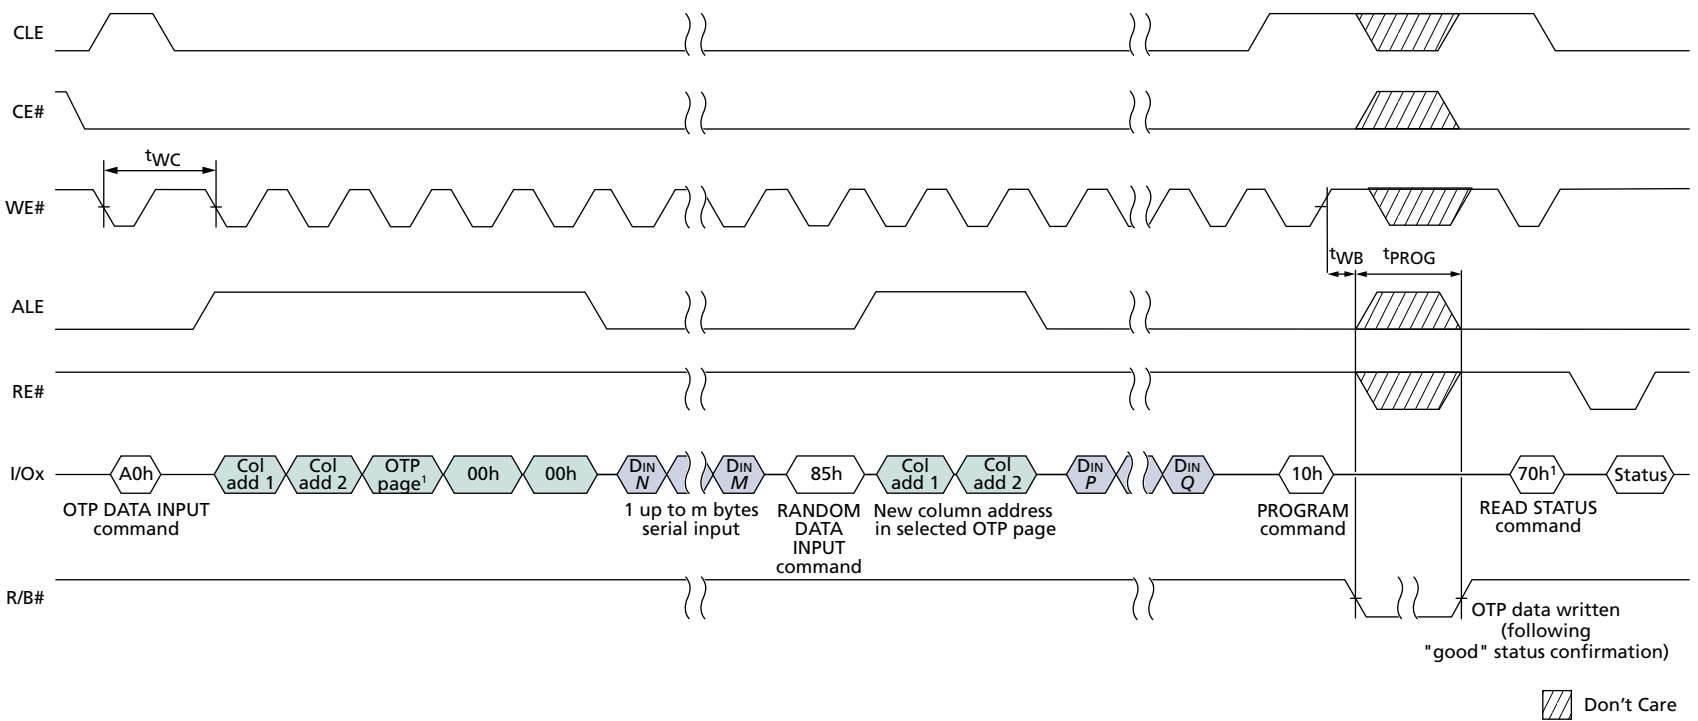 CLE
CE#
tWC
WE#
tWB
tPROG
ALE
RE#
I/Ox
A0h
Col
add 1
Col
add 2
OTP
page¹
00h
00h
DIN
N
DIN
M
85h
Col
add 1
Col
add 2
DIN
P
DIN
Q
10h
70h¹
Status
OTP DATA INPUT
command
1 up to m bytes
serial input
RANDOM
DATA
INPUT
command
New column address
in selected OTP page
PROGRAM
command
READ STATUS
command
R/B#
OTP data written
(following
"good" status confirmation)
Don't Care